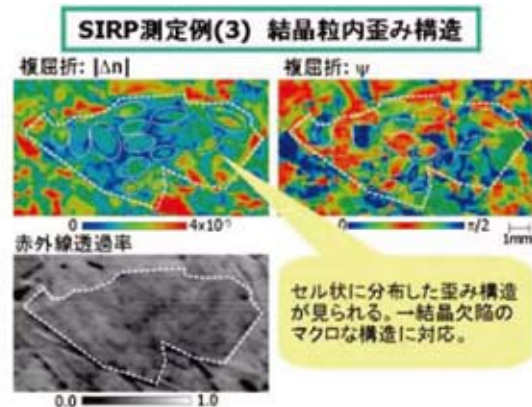 SIRP測定例(3) 結晶粒内歪み構造
複屈折: |Δn|
複屈折: ψ
0
4x10⁻⁵
0
π/2
1mm
赤外線透過率
セル状に分布した歪み構造
が見られる。→結晶欠陥の
マクロな構造に対応。
0.0
1.0